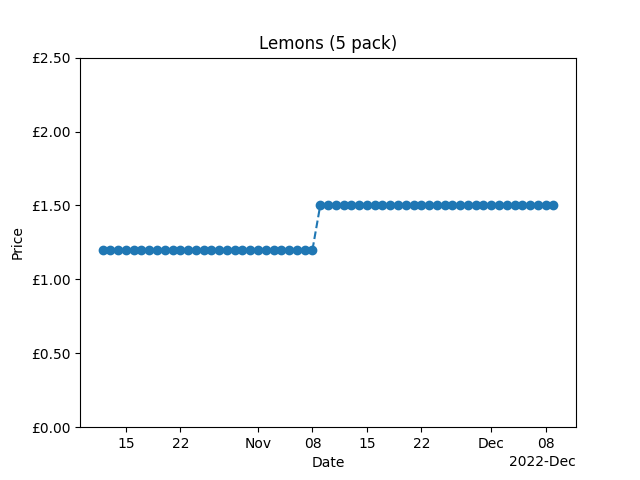 Lemons (5 pack)
£2.50
£2.00
£1.50
£1.00
£0.50
£0.00
Price
15 22 Nov 08 15 22 Dec 08
Date
2022-Dec